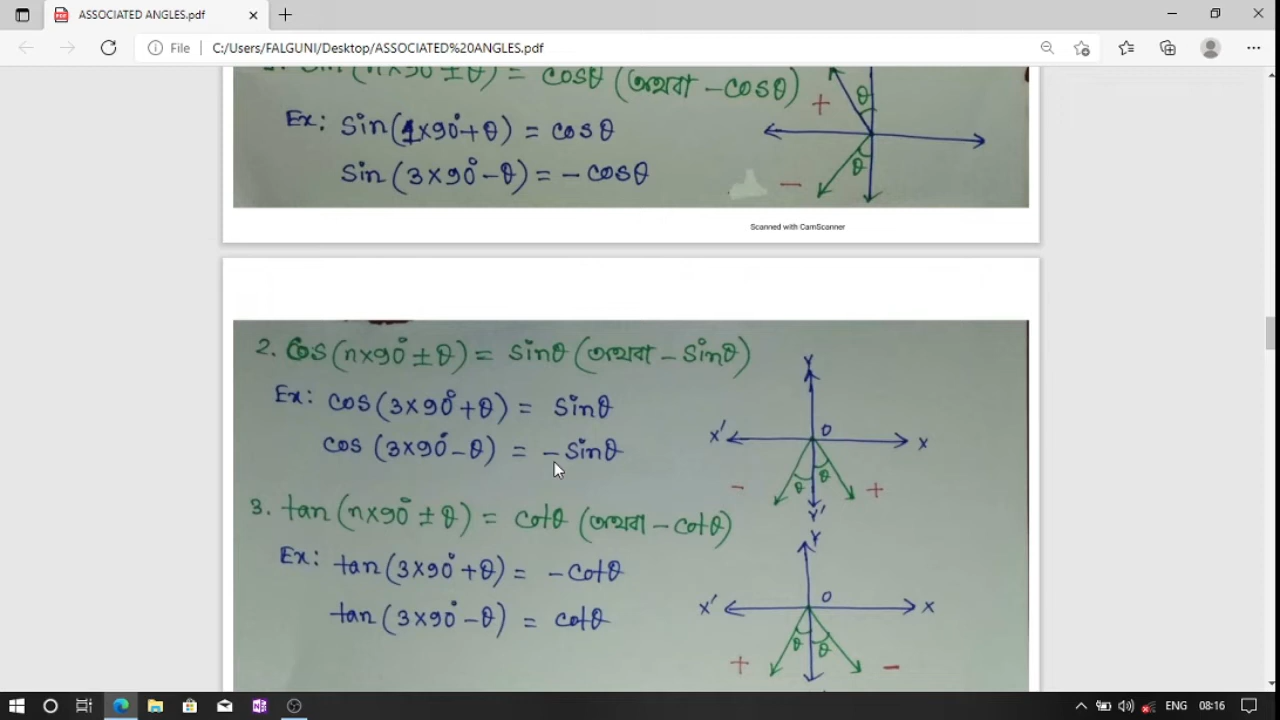 ASSOCIATED ANGLES.pdf
File C:/Users/FALGUNI/Desktop/ASSOCIATED%20ANGLES.pdf
Sin (n×90° ± θ) = cosθ (অথবা - cosθ)
Ex: Sin (1×90°+θ) = cosθ
Sin (3×90°-θ) = - cosθ
+ θ
θ
-
Scanned with CamScanner
2. Cos (n×90° ± θ) = Sinθ (অথবা - Sinθ)
Ex: cos (3×90°+θ) = Sinθ
cos (3×90°-θ) = - Sinθ
Y
X' O X
θ θ
- +
Y'
3. tan (n×90° ± θ) = cotθ (অথবা - cotθ)
Ex: tan (3×90°+θ) = - cotθ
tan (3×90°-θ) = cotθ
Y
X' O X
θ θ
+ -
ENG 08:16